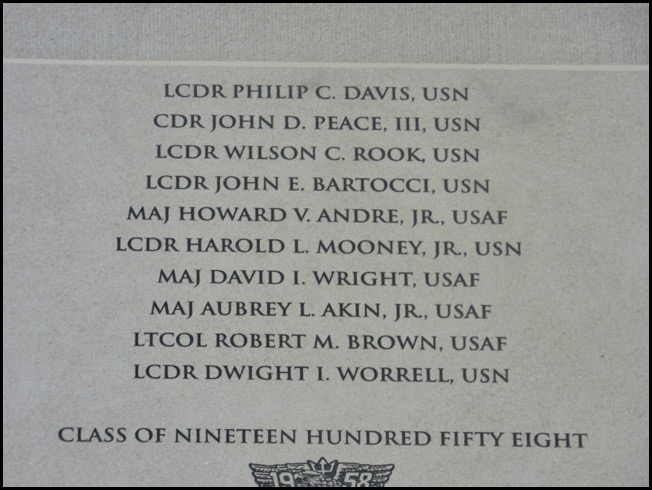 LCDR PHILIP C. DAVIS, USN
CDR JOHN D. PEACE, III, USN
LCDR WILSON C. ROOK, USN
LCDR JOHN E. BARTOCCI, USN
MAJ HOWARD V. ANDRE, JR., USAF
LCDR HAROLD L. MOONEY, JR., USN
MAJ DAVID I. WRIGHT, USAF
MAJ AUBREY L. AKIN, JR., USAF
LTCOL ROBERT M. BROWN, USAF
LCDR DWIGHT I. WORRELL, USN
CLASS OF NINETEEN HUNDRED FIFTY EIGHT
19 58